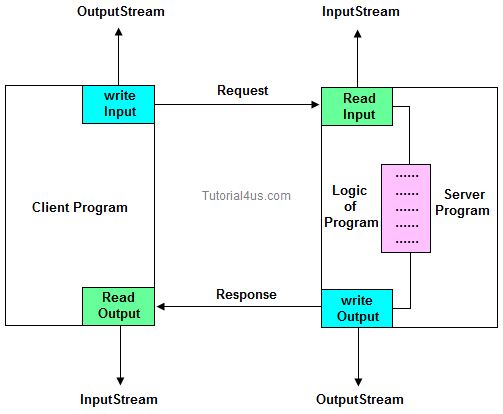 OutputStream
InputStream
write
Input
Request
Read
Input
Client Program
Tutorial4us.com
Logic
of
Program
......
......
......
......
......
Server
Program
Read
Output
Response
write
Output
InputStream
OutputStream